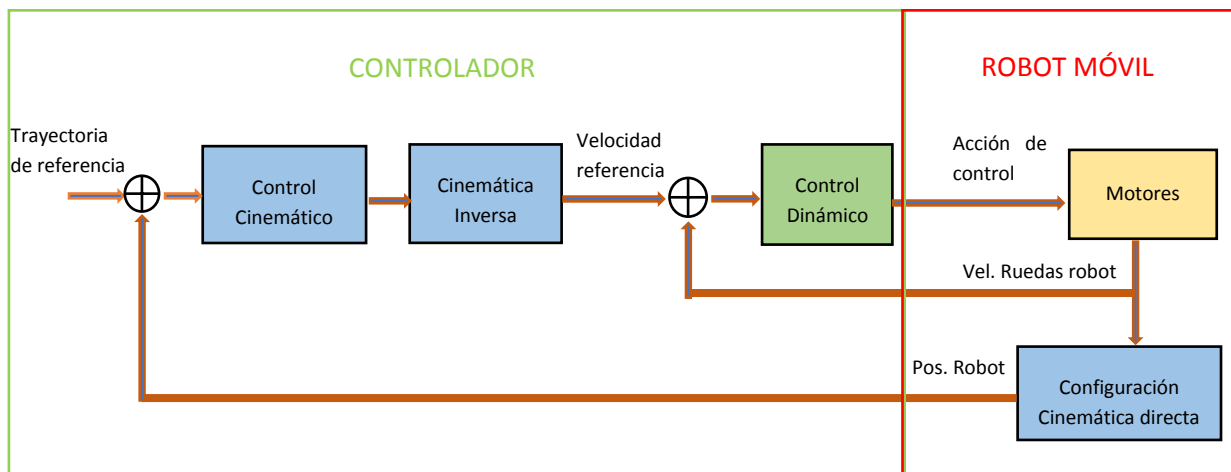 CONTROLADOR
ROBOT MÓVIL
Trayectoria
de referencia
Control
Cinemático
Cinemática
Inversa
Velocidad
referencia
Control
Dinámico
Acción de
control
Motores
Vel. Ruedas robot
Pos. Robot
Configuración
Cinemática directa